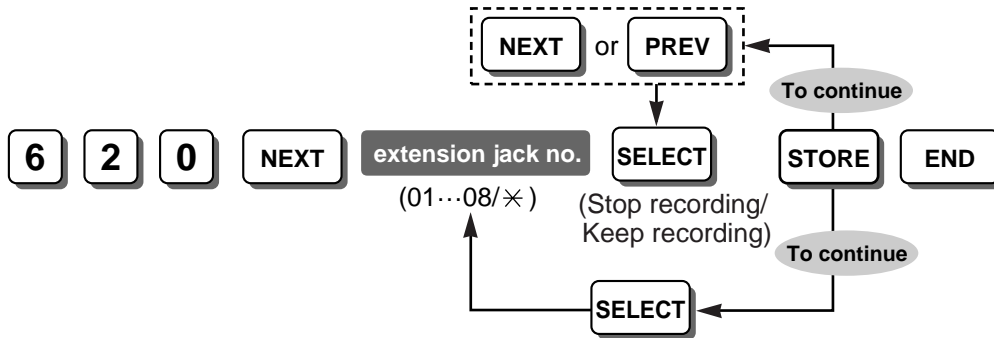 NEXT or PREV
To continue
6 2 0 NEXT extension jack no. SELECT STORE END
(01···08/✳)
(Stop recording/
Keep recording)
To continue
SELECT